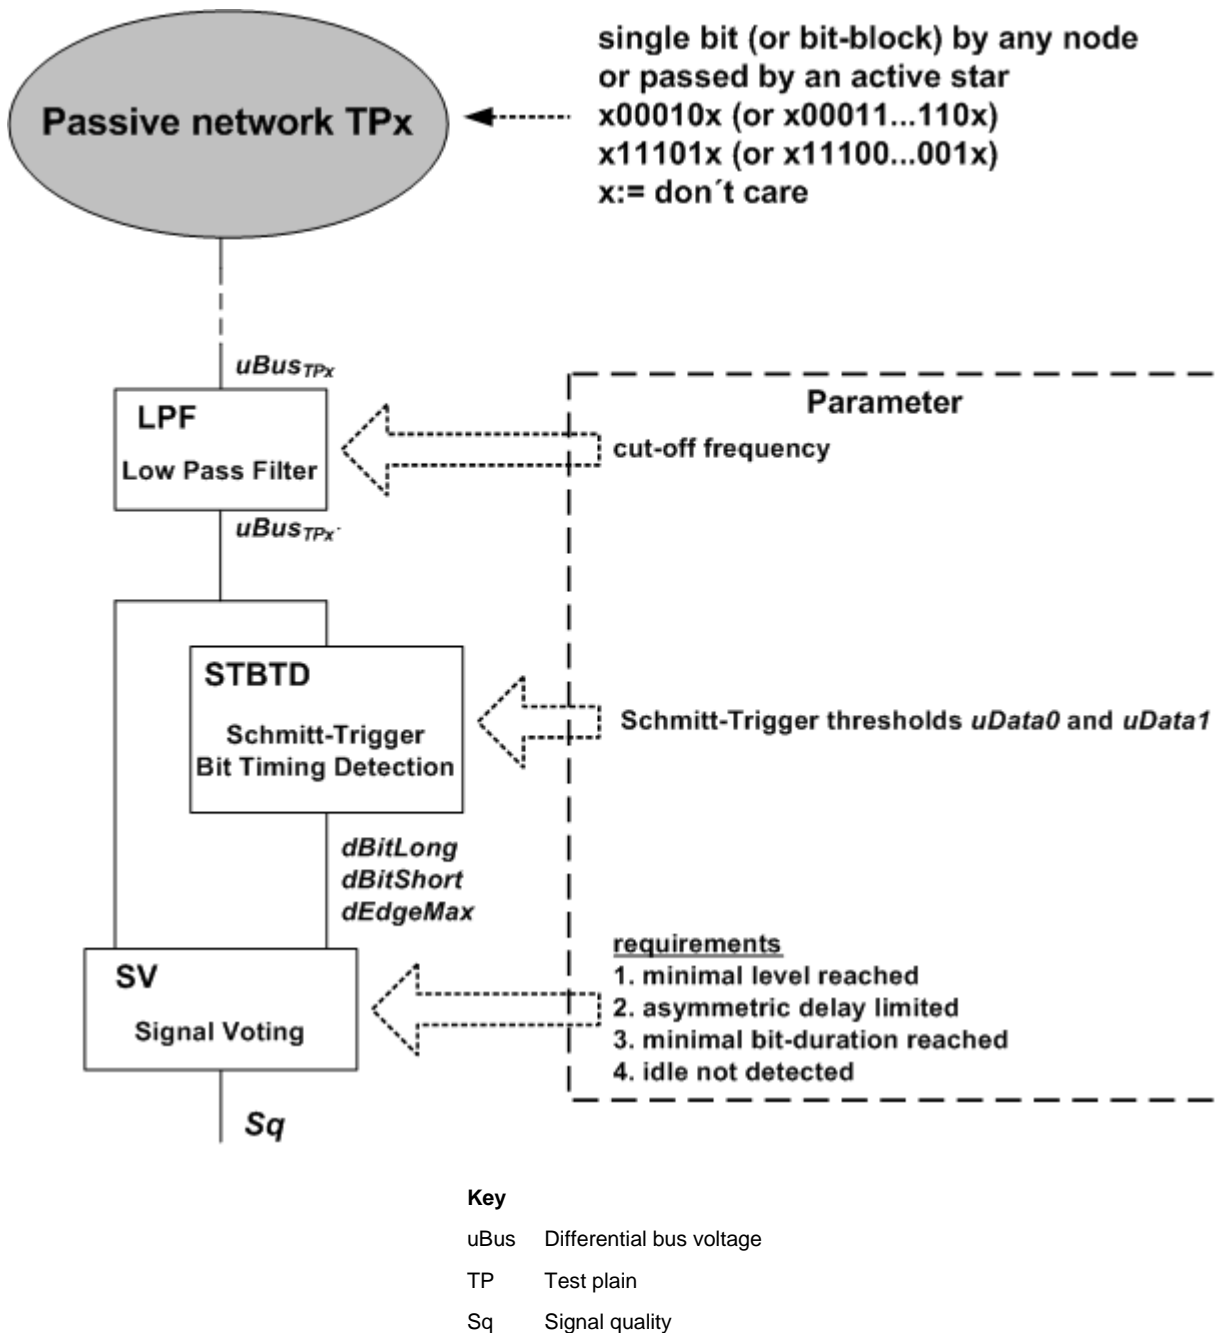 Passive network TPx
single bit (or bit-block) by any node
or passed by an active star
x00010x (or x00011...110x)
x11101x (or x11100...001x)
x:= don´t care
uBusTPx
LPF
Low Pass Filter
uBusTPx´
Parameter
cut-off frequency
STBTD
Schmitt-Trigger
Bit Timing Detection
Schmitt-Trigger thresholds uData0 and uData1
dBitLong
dBitShort
dEdgeMax
SV
Signal Voting
requirements
1. minimal level reached
2. asymmetric delay limited
3. minimal bit-duration reached
4. idle not detected
Sq
Key
uBus Differential bus voltage
TP Test plain
Sq Signal quality